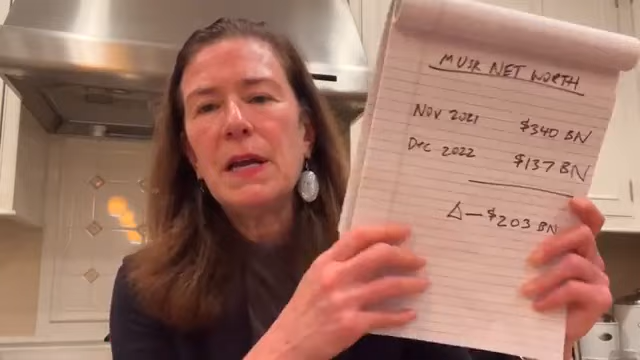 MUSK NET WORTH
NOV 2021 $340 BN
Dec 2022 $137 BN
Δ—$203 BN